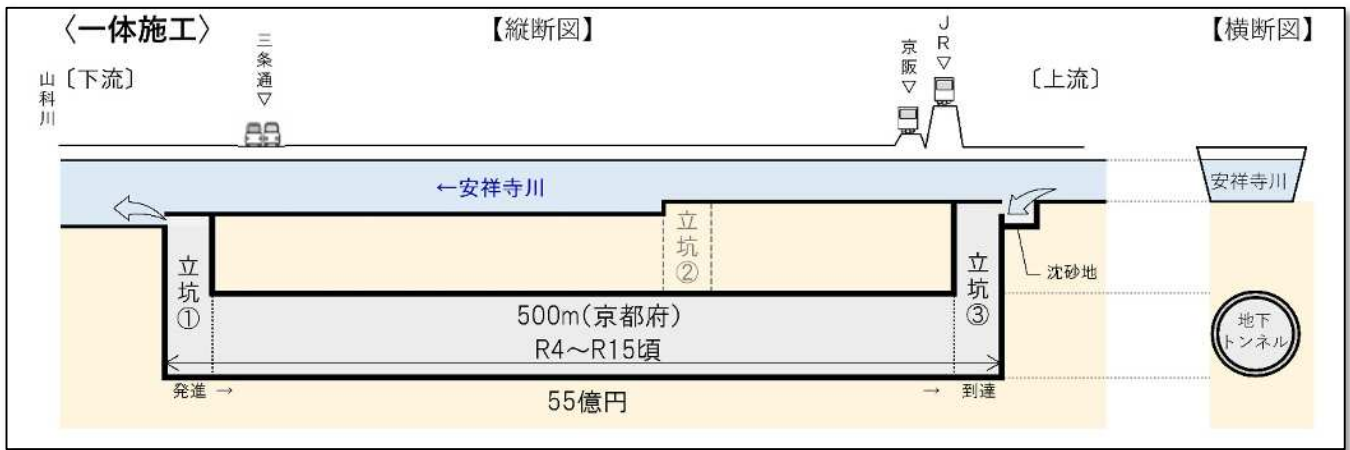 〈一体施工〉
【縦断図】
【横断図】
山科川
〔下流〕
三条通▽
京阪▽
JR▽
〔上流〕
←安祥寺川
安祥寺川
立坑①
立坑②
立坑③
沈砂地
500m(京都府)
R4～R15頃
地下
トンネル
発進 →
→ 到達
55億円